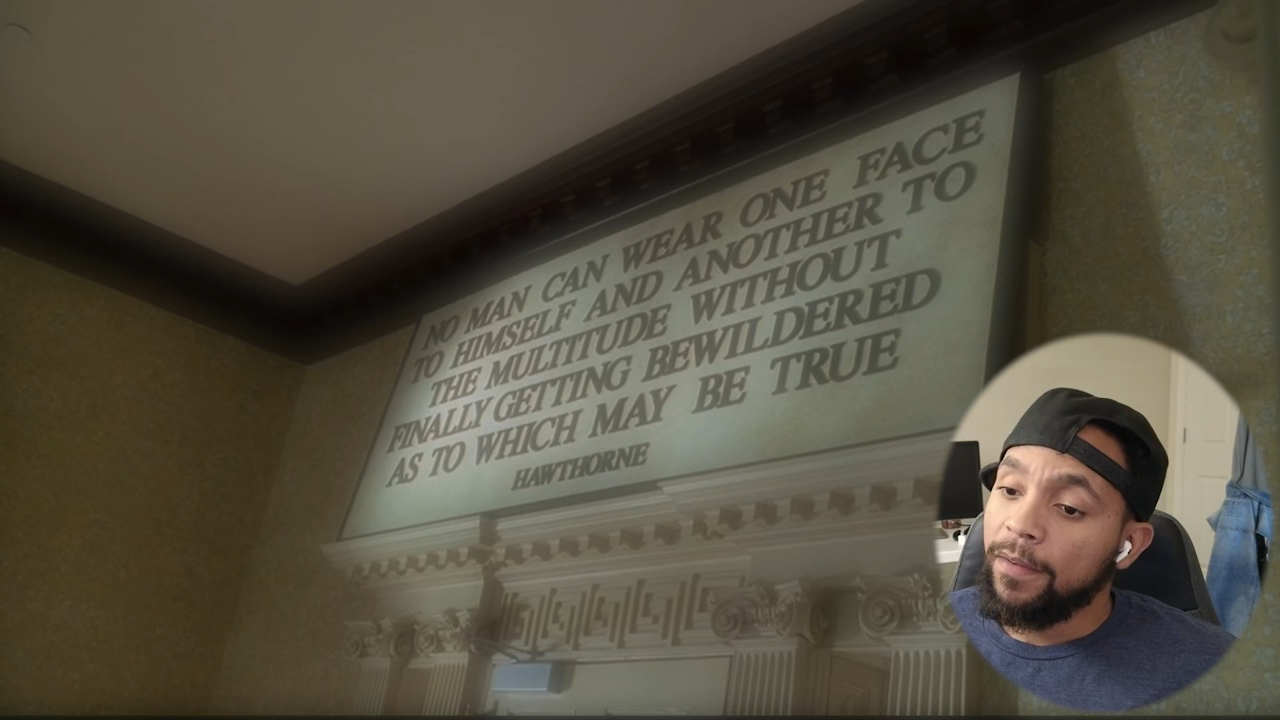 NO MAN CAN WEAR ONE FACE
TO HIMSELF AND ANOTHER TO
THE MULTITUDE WITHOUT
FINALLY GETTING BEWILDERED
AS TO WHICH MAY BE TRUE
HAWTHORNE